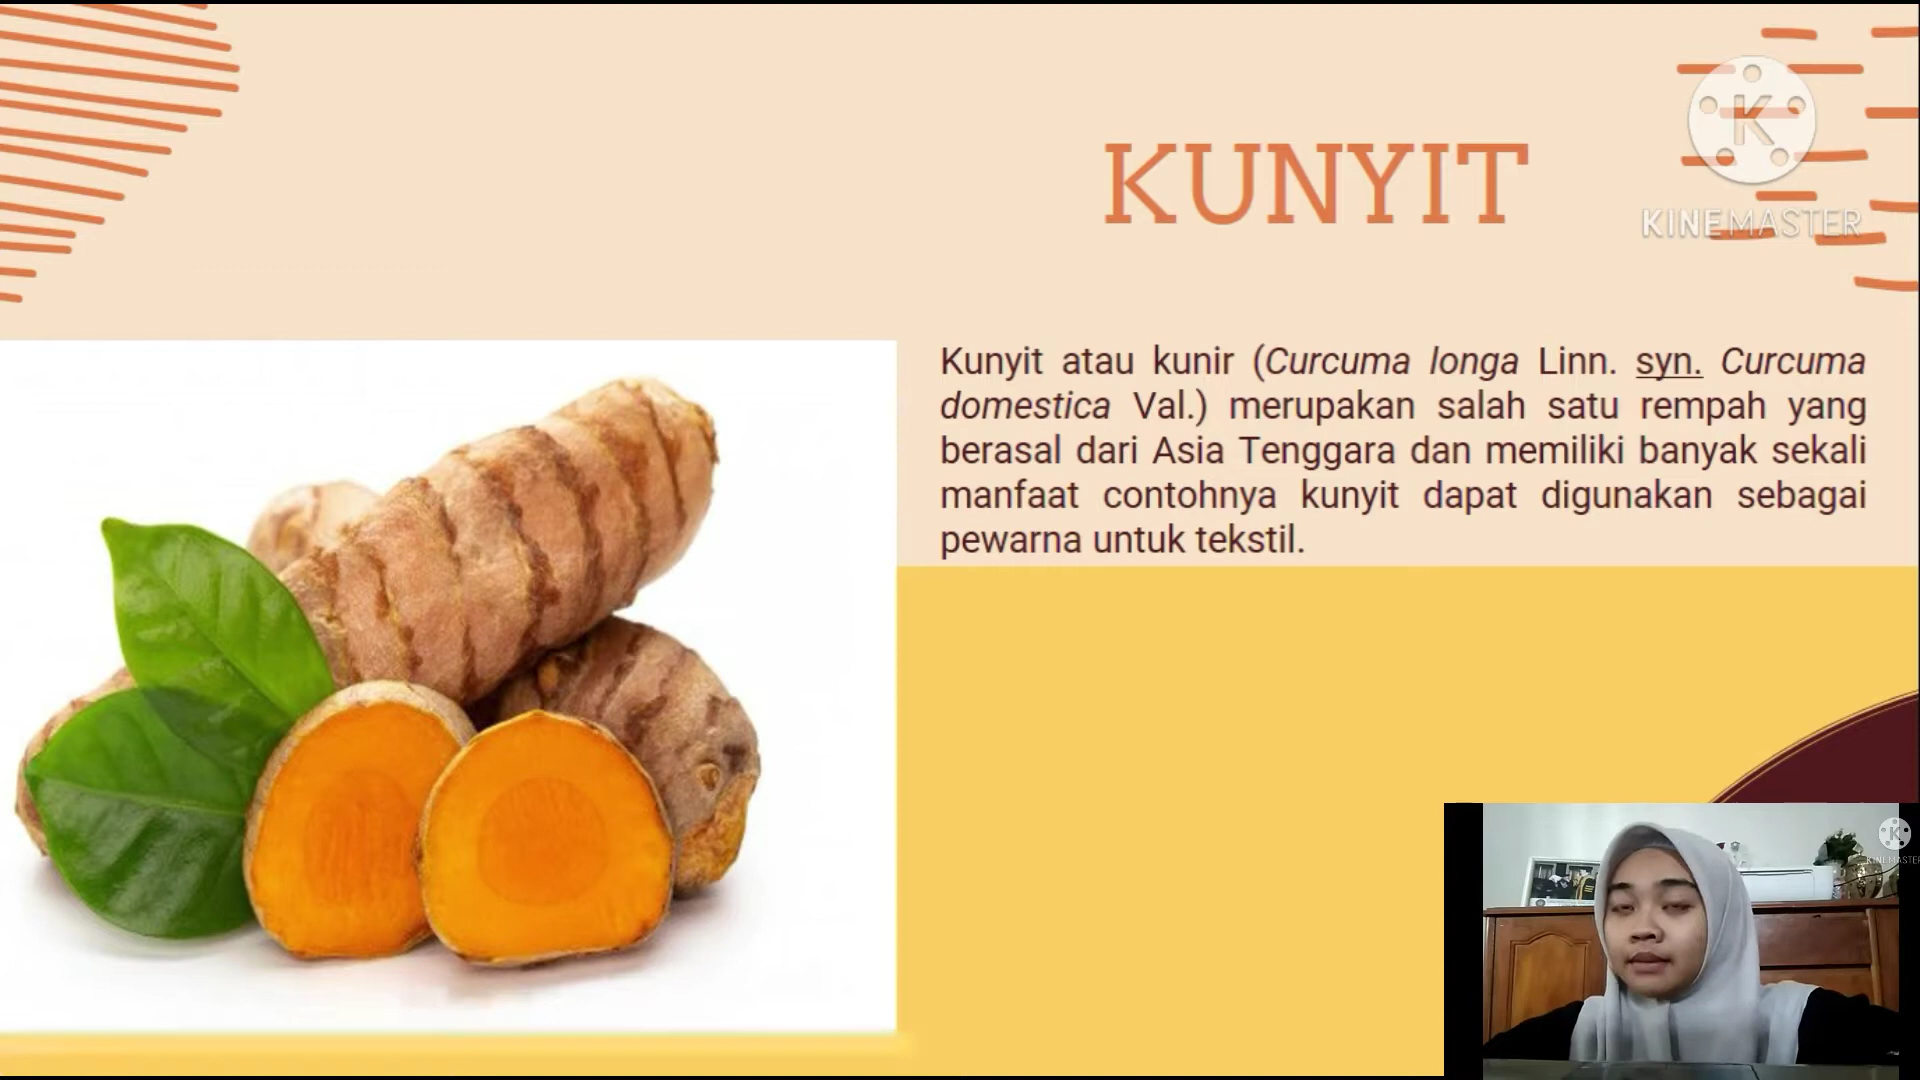 KUNYIT
KINEMASTER
Kunyit atau kunir (Curcuma longa Linn. syn. Curcuma
domestica Val.) merupakan salah satu rempah yang
berasal dari Asia Tenggara dan memiliki banyak sekali
manfaat contohnya kunyit dapat digunakan sebagai
pewarna untuk tekstil.
KINEMASTER